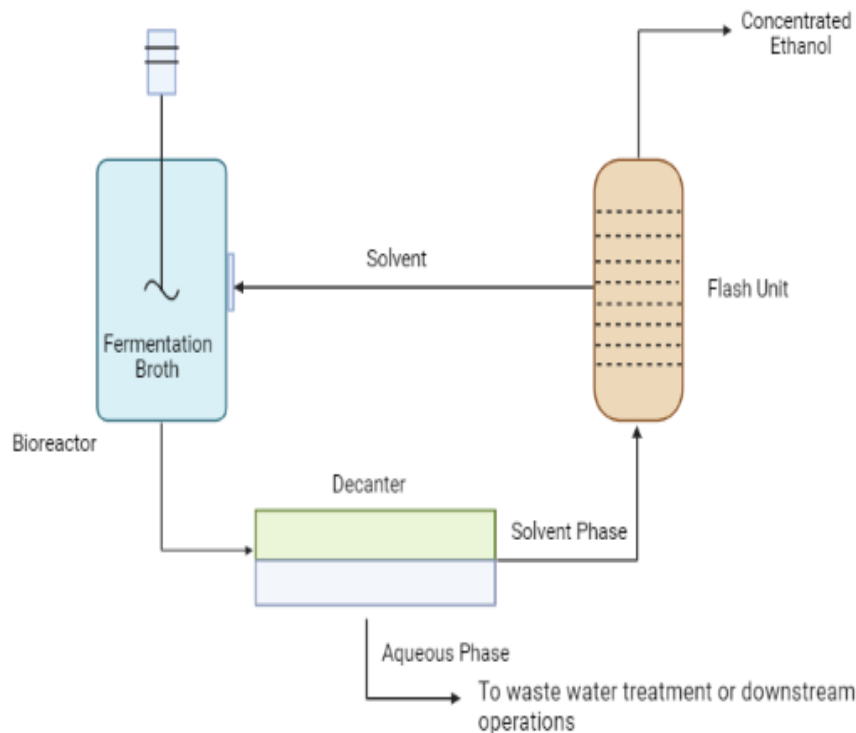 Concentrated
Ethanol
Solvent
Flash Unit
Fermentation
Broth
Bioreactor
Decanter
Solvent Phase
Aqueous Phase
To waste water treatment or downstream
operations